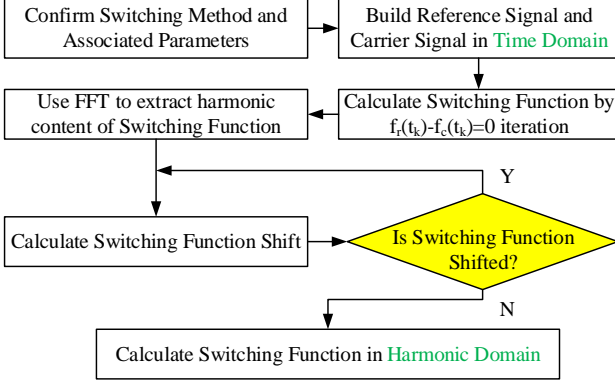 Confirm Switching Method and
Associated Parameters
Build Reference Signal and
Carrier Signal in Time Domain
Use FFT to extract harmonic
content of Switching Function
Calculate Switching Function by
fr(tk)-fc(tk)=0 iteration
Y
Calculate Switching Function Shift
Is Switching Function
Shifted?
N
Calculate Switching Function in Harmonic Domain